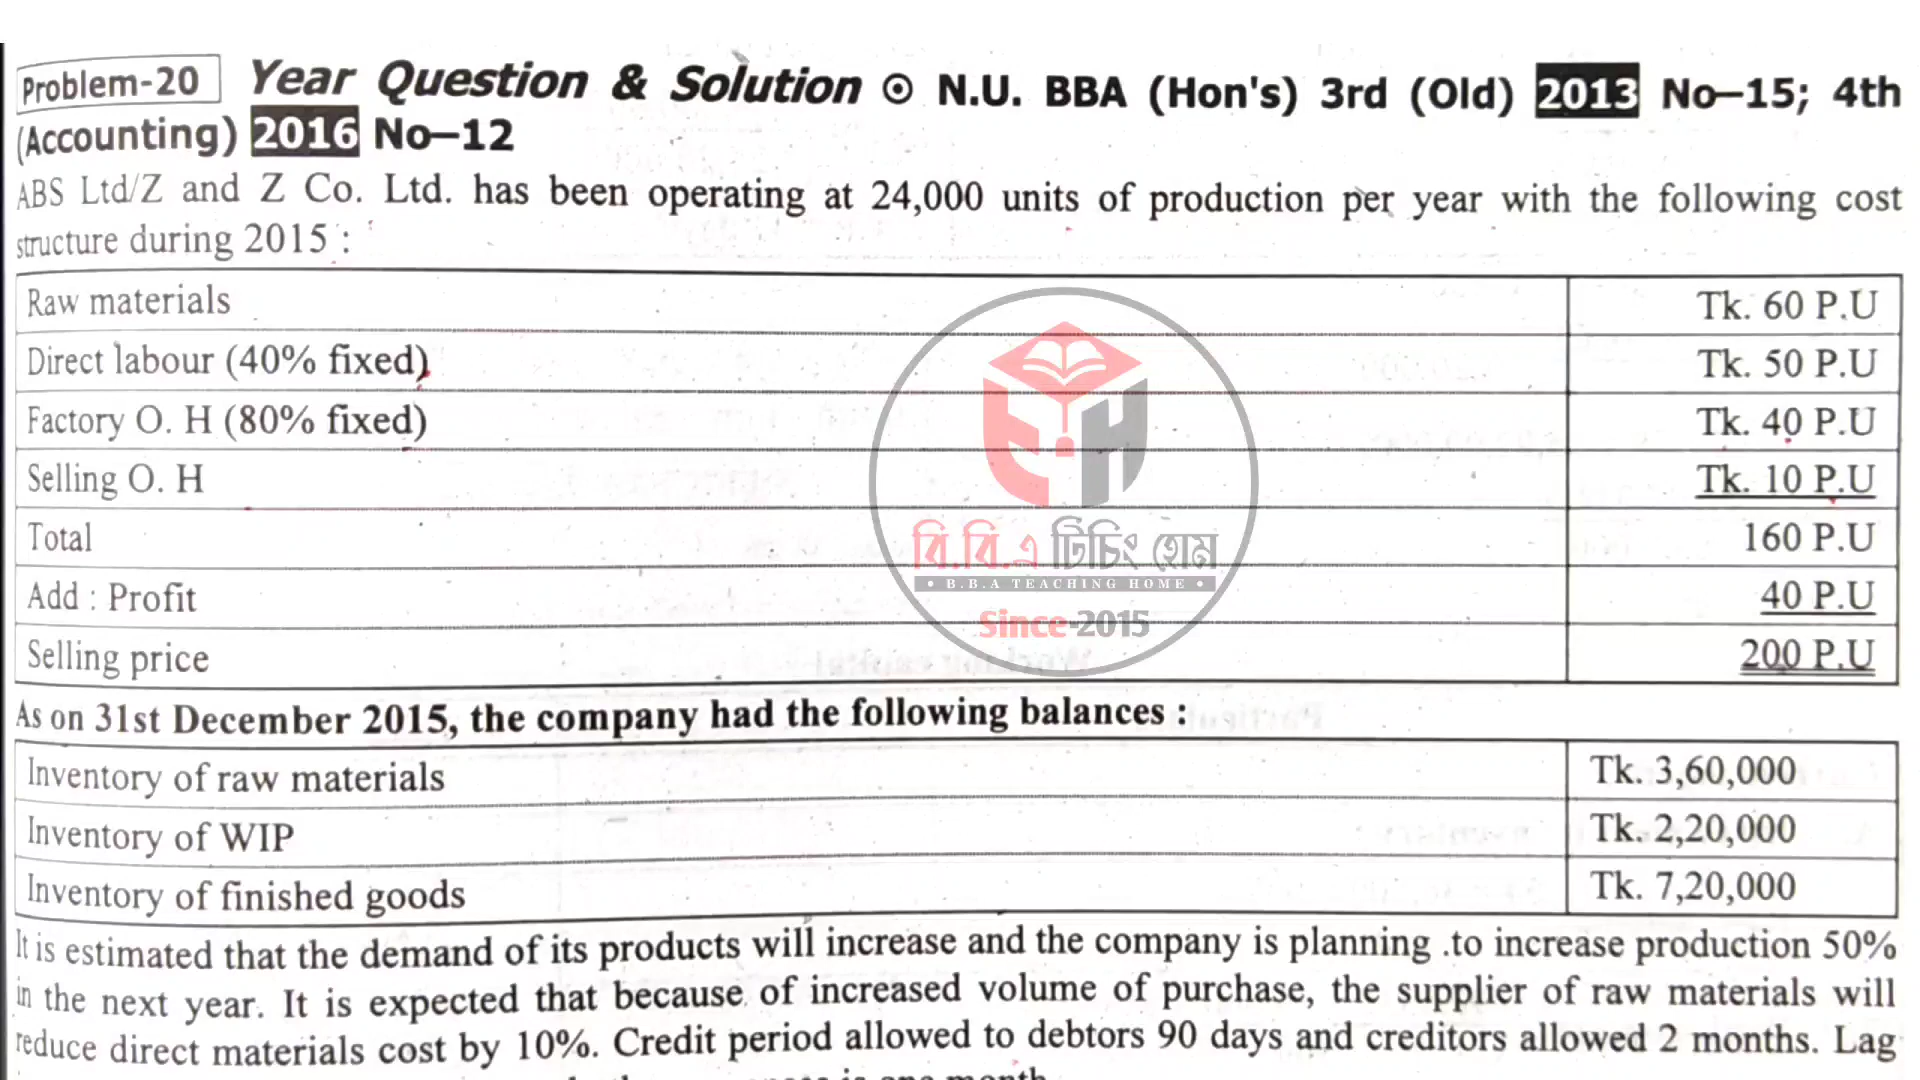 Problem-20 Year Question & Solution ⊙ N.U. BBA (Hon's) 3rd (Old) 2013 No–15; 4th
(Accounting) 2016 No–12
ABS Ltd/Z and Z Co. Ltd. has been operating at 24,000 units of production per year with the following cost
structure during 2015 :
Raw materials Tk. 60 P.U
Direct labour (40% fixed) Tk. 50 P.U
Factory O. H (80% fixed) Tk. 40 P.U
Selling O. H Tk. 10 P.U
Total 160 P.U
Add : Profit 40 P.U
Selling price 200 P.U
বি.বি.এ টিচিং হোম
• B.B.A TEACHING HOME •
Since-2015
As on 31st December 2015, the company had the following balances :
Inventory of raw materials Tk. 3,60,000
Inventory of WIP Tk. 2,20,000
Inventory of finished goods Tk. 7,20,000
It is estimated that the demand of its products will increase and the company is planning .to increase production 50%
in the next year. It is expected that because of increased volume of purchase, the supplier of raw materials will
reduce direct materials cost by 10%. Credit period allowed to debtors 90 days and creditors allowed 2 months. Lag
is one month